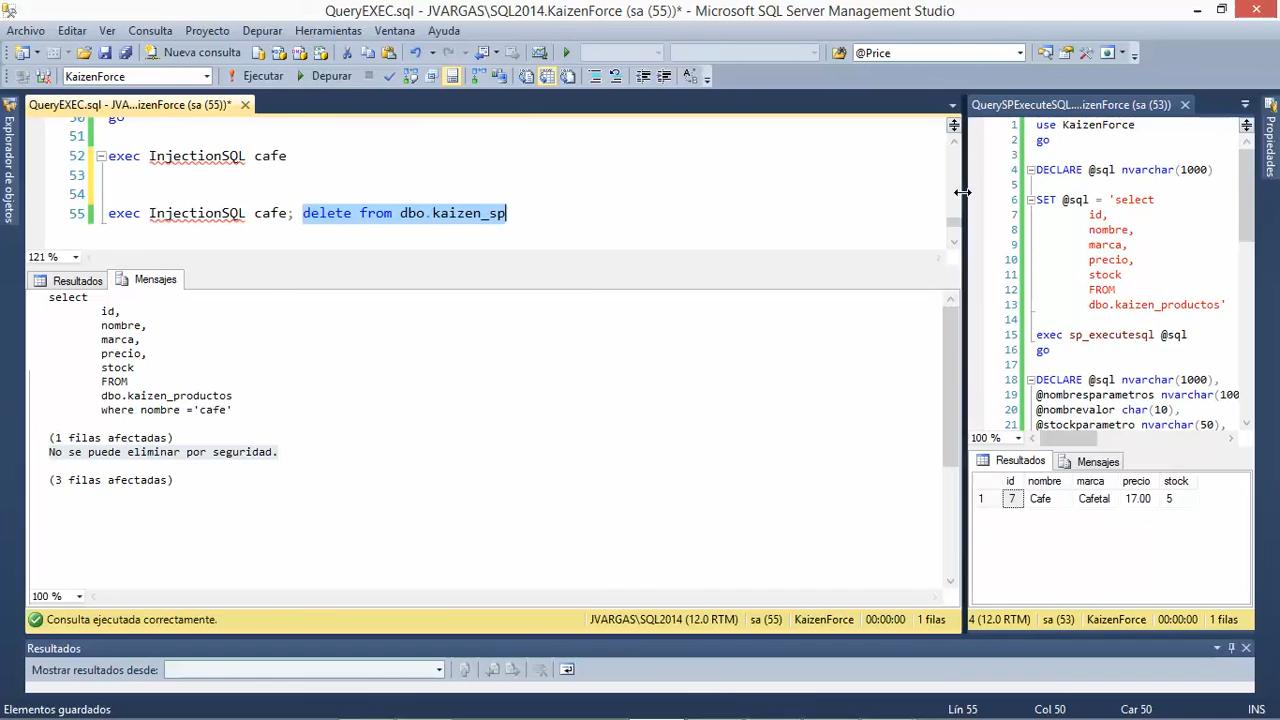 QueryEXEC.sql - JVARGAS\SQL2014.KaizenForce (sa (55))* - Microsoft SQL Server Management Studio
Archivo Editar Ver Consulta Proyecto Depurar Herramientas Ventana Ayuda
Nueva consulta @Price
KaizenForce Ejecutar Depurar
QueryEXEC.sql - JVA...izenForce (sa (55))*
Explorador de objetos
50 go
51
52 exec InjectionSQL cafe
53
54
55 exec InjectionSQL cafe; delete from dbo.kaizen_sp
121 %
Resultados Mensajes
select
id,
nombre,
marca,
precio,
stock
FROM
dbo.kaizen_productos
where nombre ='cafe'
(1 filas afectadas)
No se puede eliminar por seguridad.
(3 filas afectadas)
100 %
Consulta ejecutada correctamente. JVARGAS\SQL2014 (12.0 RTM) sa (55) KaizenForce 00:00:00 1 filas
QuerySPExecuteSQL....izenForce (sa (53))
Propiedades
1 use KaizenForce
2 go
3
4 DECLARE @sql nvarchar(1000)
5
6 SET @sql = 'select
7 id,
8 nombre,
9 marca,
10 precio,
11 stock
12 FROM
13 dbo.kaizen_productos'
14
15 exec sp_executesql @sql
16 go
17
18 DECLARE @sql nvarchar(1000),
19 @nombresparametros nvarchar(100
20 @nombrevalor char(10),
21 @stockparametro nvarchar(50),
100 %
Resultados Mensajes
id nombre marca precio stock
1 7 Cafe Cafetal 17.00 5
4 (12.0 RTM) sa (53) KaizenForce 00:00:00 1 filas
Resultados
Mostrar resultados desde:
Elementos guardados Lín 55 Col 50 Car 50 INS